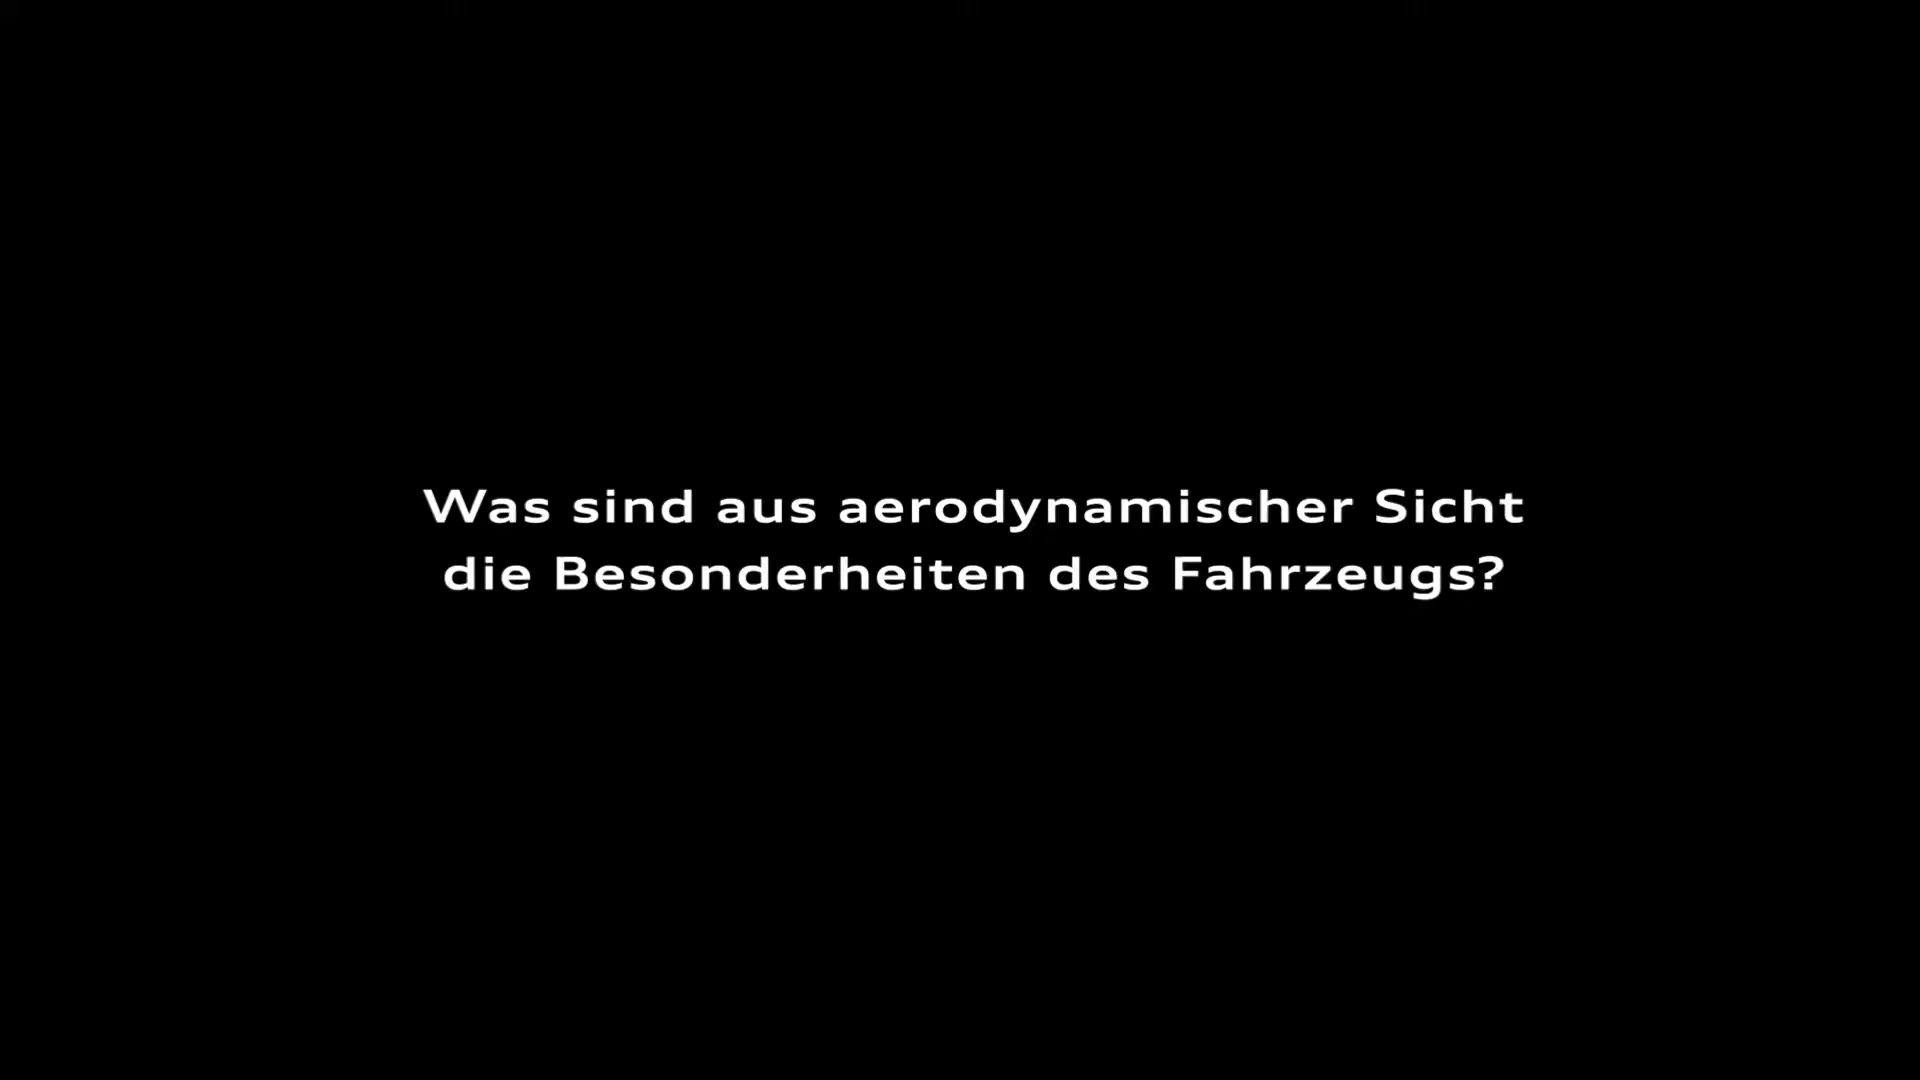 Was sind aus aerodynamischer Sicht
die Besonderheiten des Fahrzeugs?